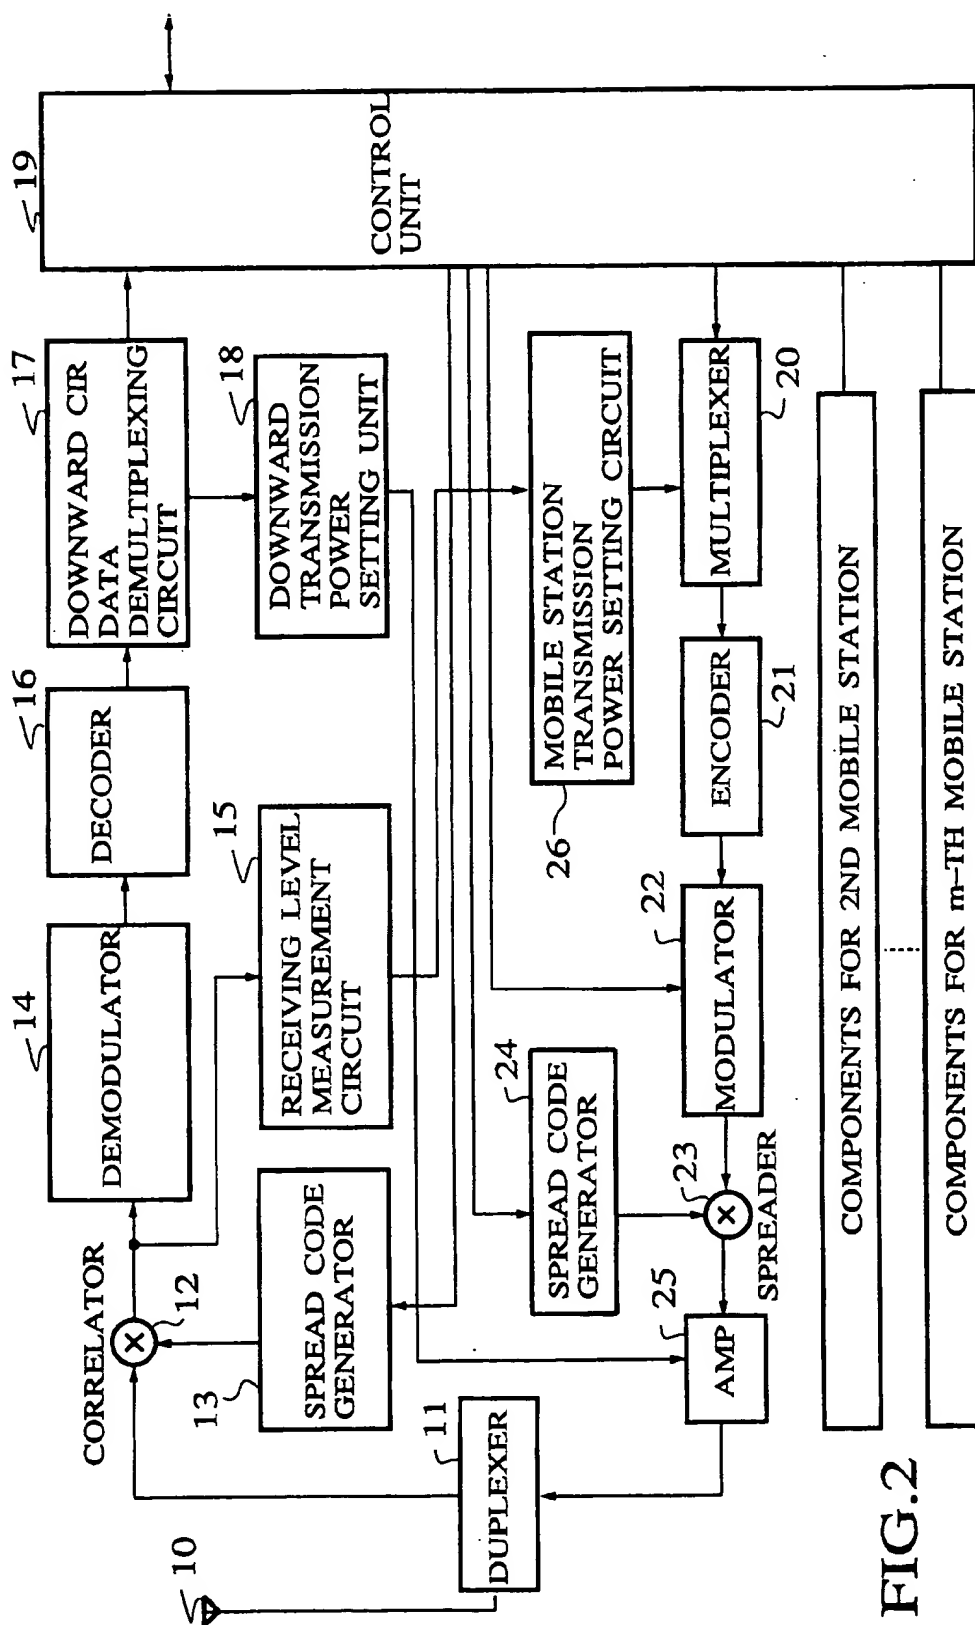 19
CONTROL
UNIT
17
DOWNWARD CIR
DATA
DEMULTIPLEXING
CIRCUIT
18
DOWNWARD
TRANSMISSION
POWER
SETTING UNIT
16
DECODER
15
RECEIVING LEVEL
MEASUREMENT
CIRCUIT
14
DEMODULATOR
CORRELATOR
12
×
13
SPREAD CODE
GENERATOR
11
DUPLEXER
10
MOBILE STATION
TRANSMISSION
POWER SETTING CIRCUIT
26
MULTIPLEXER
20
ENCODER
21
22
MODULATOR
24
SPREAD CODE
GENERATOR
23
×
SPREADER
25
AMP
COMPONENTS FOR 2ND MOBILE STATION
COMPONENTS FOR m-TH MOBILE STATION
FIG.2